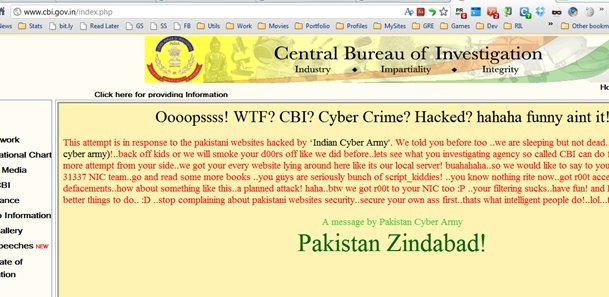 www.cbi.gov.in/index.php
Stats bit.ly Read Later GS FS Blog Work Buy Movies Portfolio Profiles MySites GRE Games RIL Other bookm
Central Bureau of Investigation
Industry Impartiality Integrity
Click here for providing Information
Ho
Oooopssss! WTF? CBI? Cyber Crime? Hacked? hahaha funny aint it!
work
ational Chart
Media
CBI
ance
o Information
allery
peeches NEW
ate of
tion
This attempt is in response to the pakistani websites hacked by 'Indian Cyber Army'. We told you before too ..we are sleeping but not dead.
cyber army)!..back off kids or we will smoke your d00rs off like we did before..lets see what you investigating agency so called CBI can do f
more attempt from your side..we got your every website lying around here like its our local server! buahahaha..so we would like to say to you
31337 NIC team..go and read some more books ..you guys are seriously bunch of script_kiddies! ..you know nothing rite now..got r00t acce
defacements..how about something like this..a planned attack! haha..btw we got r00t to your NIC too :P ..your filtering sucks..have fun! and l
better things to do.. :D ..stop complaining about pakistani websites security..secure your own ass first..thats what intelligent people do!..lol...t
A message by Pakistan Cyber Army
Pakistan Zindabad!